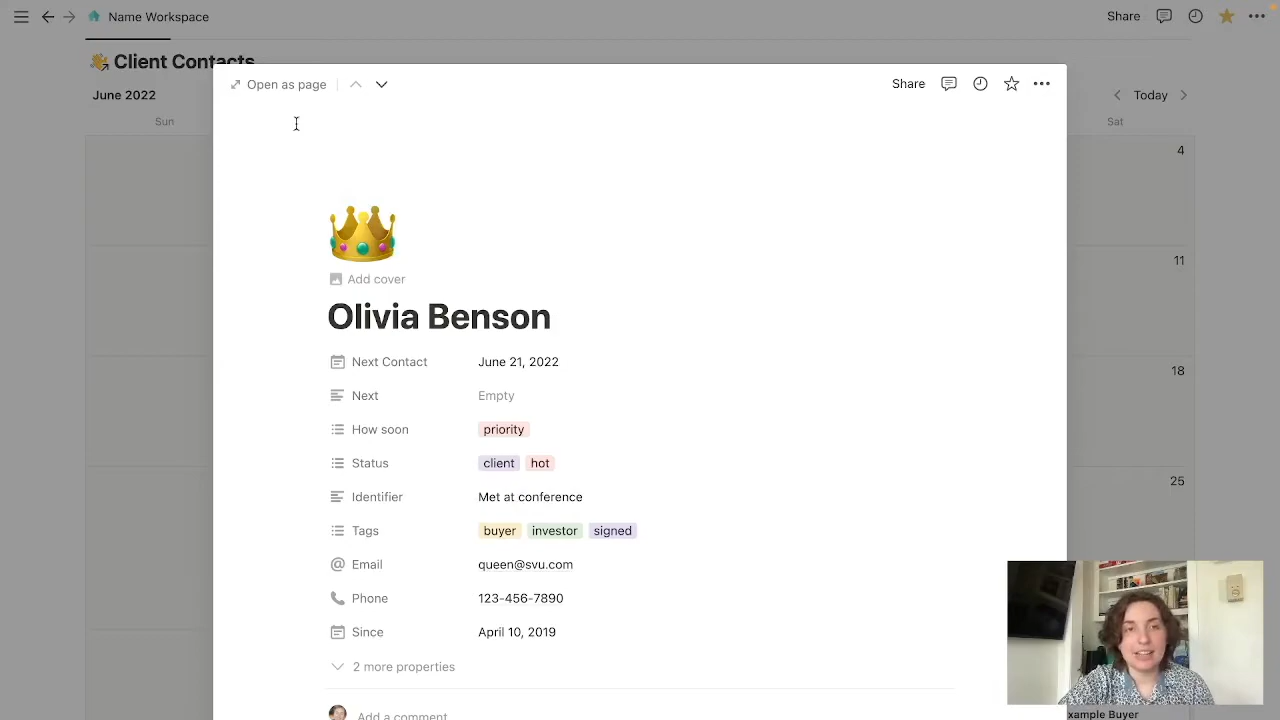 Name Workspace
Share
Client Contacts
June 2022
Today
Sun
Sat
4
11
18
25
Open as page
Share
Add cover
Olivia Benson
Next Contact June 21, 2022
Next Empty
How soon priority
Status client hot
Identifier Met at conference
Tags buyer investor signed
Email queen@svu.com
Phone 123-456-7890
Since April 10, 2019
2 more properties
Add a comment
xample Buyer